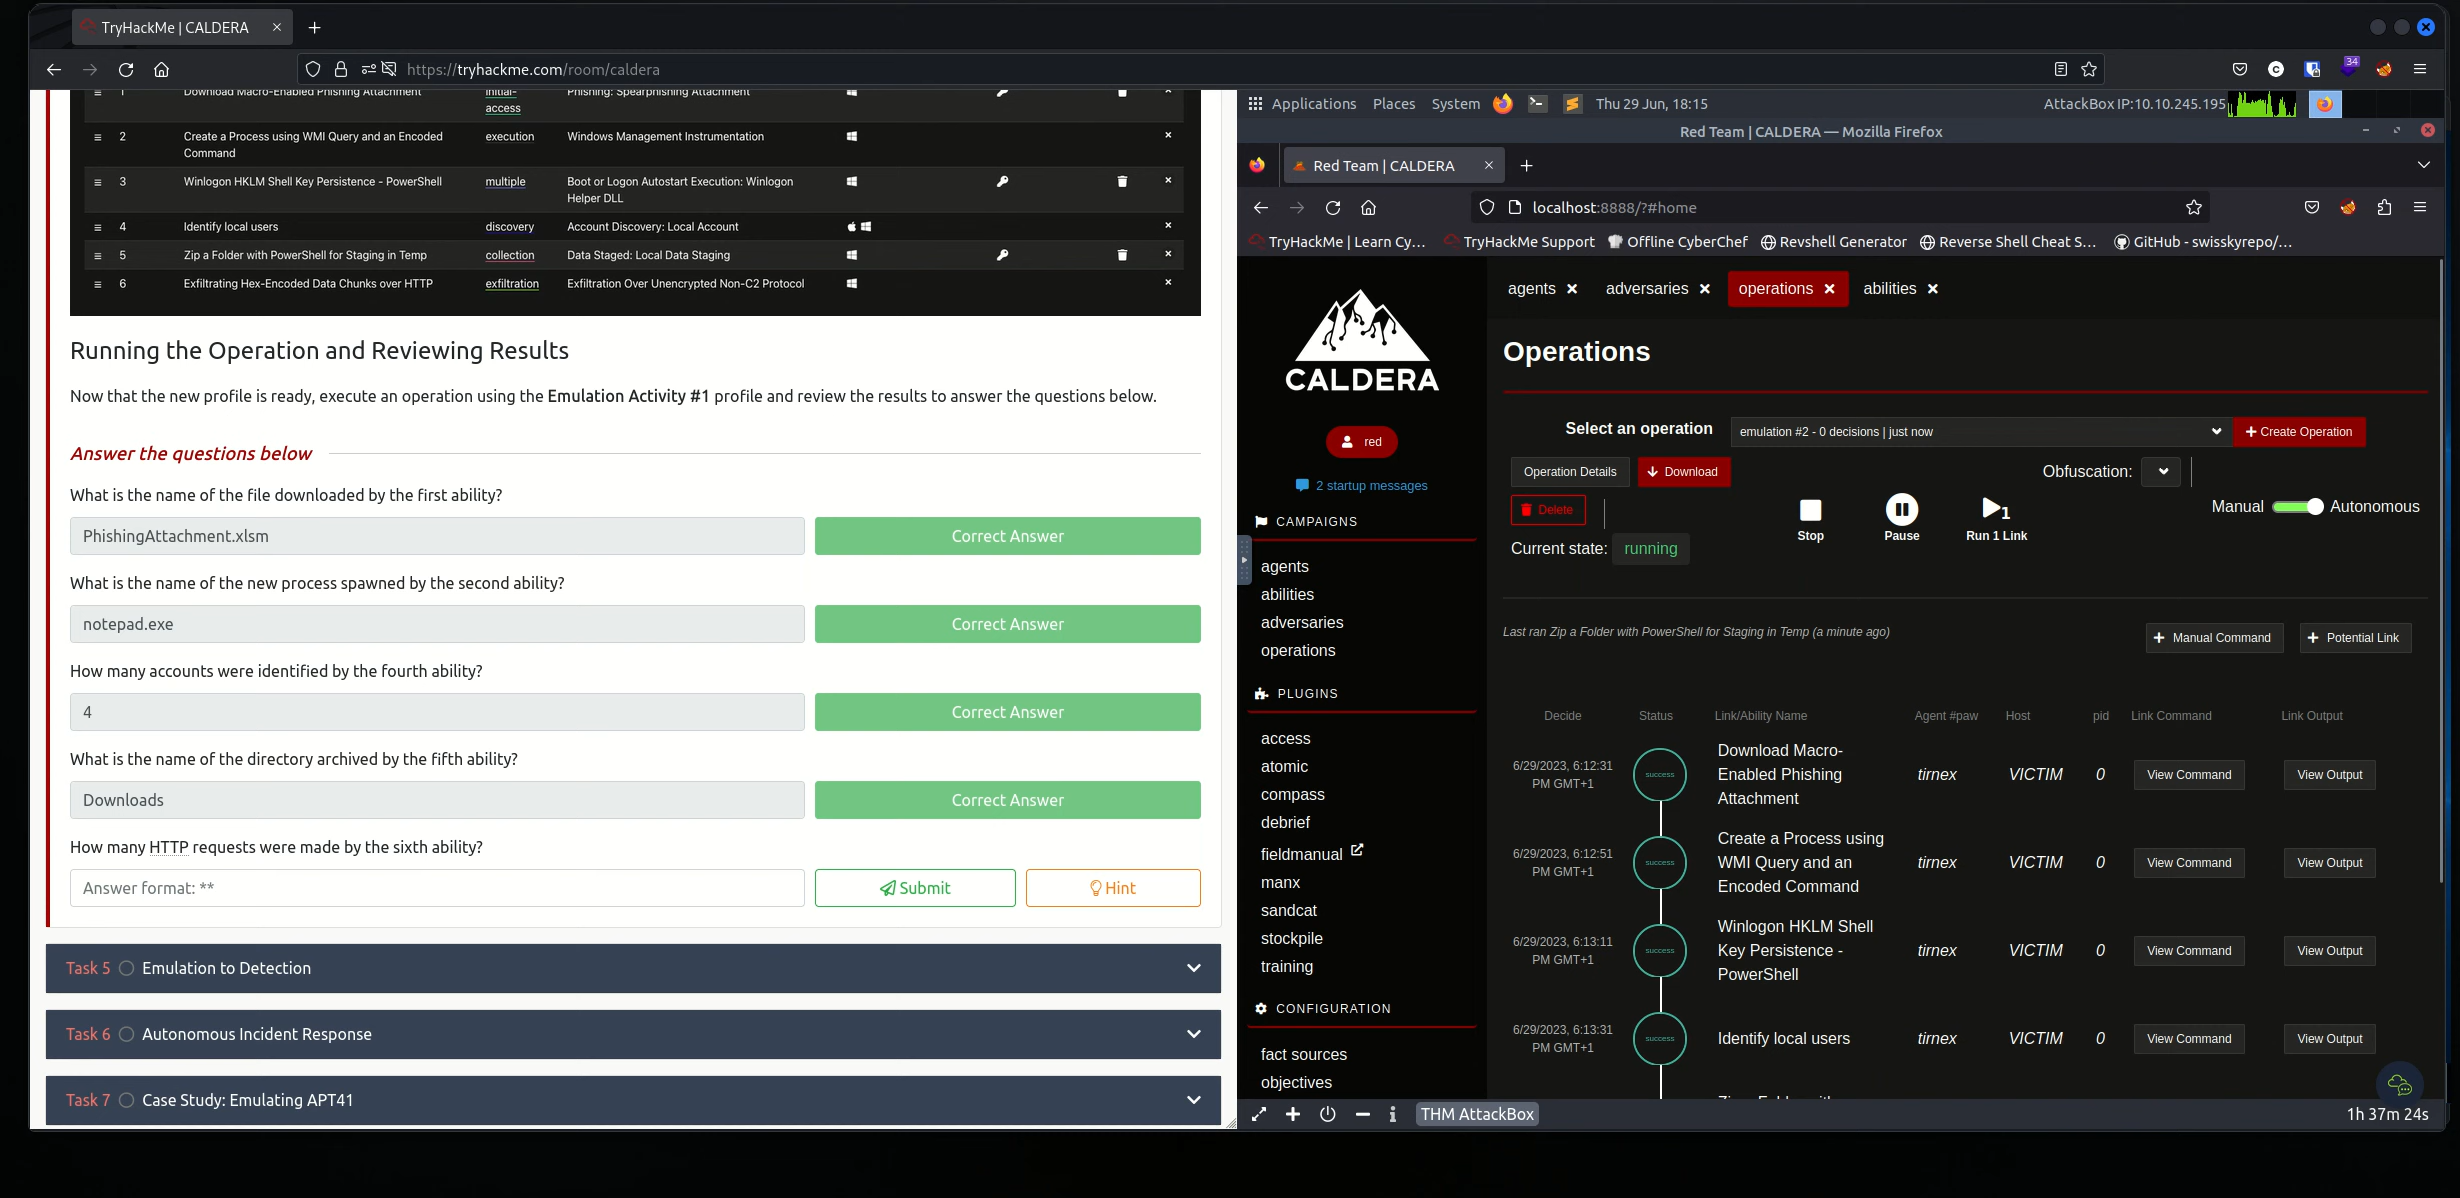 TryHackMe | CALDERA
https://tryhackme.com/room/caldera
34
1 Download Macro-Enabled Phishing Attachment initial-access Phishing: Spearphishing Attachment
2 Create a Process using WMI Query and an Encoded Command execution Windows Management Instrumentation
3 Winlogon HKLM Shell Key Persistence - PowerShell multiple Boot or Logon Autostart Execution: Winlogon Helper DLL
4 Identify local users discovery Account Discovery: Local Account
5 Zip a Folder with PowerShell for Staging in Temp collection Data Staged: Local Data Staging
6 Exfiltrating Hex-Encoded Data Chunks over HTTP exfiltration Exfiltration Over Unencrypted Non-C2 Protocol
Running the Operation and Reviewing Results
Now that the new profile is ready, execute an operation using the Emulation Activity #1 profile and review the results to answer the questions below.
Answer the questions below
What is the name of the file downloaded by the first ability?
PhishingAttachment.xlsm Correct Answer
What is the name of the new process spawned by the second ability?
notepad.exe Correct Answer
How many accounts were identified by the fourth ability?
4 Correct Answer
What is the name of the directory archived by the fifth ability?
Downloads Correct Answer
How many HTTP requests were made by the sixth ability?
Answer format: ** Submit Hint
Task 5 Emulation to Detection
Task 6 Autonomous Incident Response
Task 7 Case Study: Emulating APT41
Applications Places System Thu 29 Jun, 18:15 AttackBox IP:10.10.245.195
Red Team | CALDERA — Mozilla Firefox
Red Team | CALDERA
localhost:8888/?#home
TryHackMe | Learn Cy... TryHackMe Support Offline CyberChef Revshell Generator Reverse Shell Cheat S... GitHub - swisskyrepo/...
CALDERA
red
2 startup messages
CAMPAIGNS
agents
abilities
adversaries
operations
PLUGINS
access
atomic
compass
debrief
fieldmanual
manx
sandcat
stockpile
training
CONFIGURATION
fact sources
objectives
agents adversaries operations abilities
Operations
Select an operation emulation #2 - 0 decisions | just now Create Operation
Operation Details Download Obfuscation:
Delete Stop Pause 1 Run 1 Link Manual Autonomous
Current state: running
Last ran Zip a Folder with PowerShell for Staging in Temp (a minute ago) Manual Command Potential Link
Decide Status Link/Ability Name Agent #paw Host pid Link Command Link Output
6/29/2023, 6:12:31 PM GMT+1 success Download Macro-Enabled Phishing Attachment tirnex VICTIM 0 View Command View Output
6/29/2023, 6:12:51 PM GMT+1 success Create a Process using WMI Query and an Encoded Command tirnex VICTIM 0 View Command View Output
6/29/2023, 6:13:11 PM GMT+1 success Winlogon HKLM Shell Key Persistence - PowerShell tirnex VICTIM 0 View Command View Output
6/29/2023, 6:13:31 PM GMT+1 success Identify local users tirnex VICTIM 0 View Command View Output
THM AttackBox 1h 37m 24s